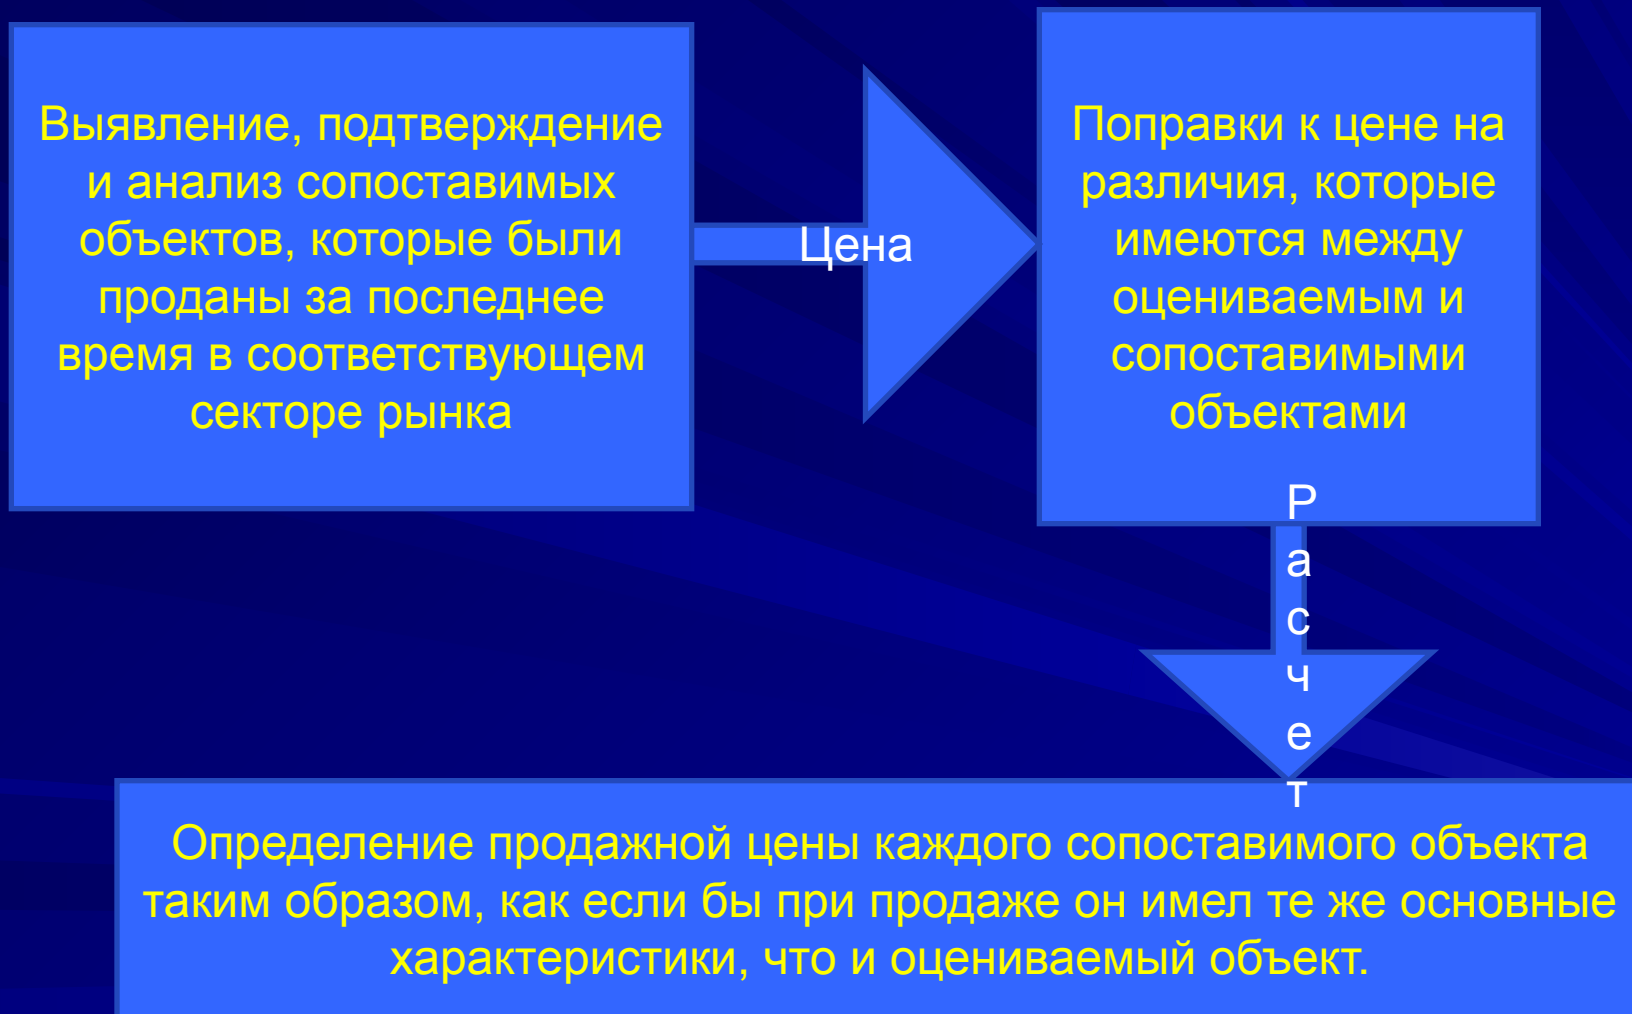 Выявление, подтверждение
и анализ сопоставимых
объектов, которые были
проданы за последнее
время в соответствующем
секторе рынка
Цена
Поправки к цене на
различия, которые
имеются между
оцениваемым и
сопоставимыми
объектами
Р
а
с
ч
е
т
Определение продажной цены каждого сопоставимого объекта
таким образом, как если бы при продаже он имел те же основные
характеристики, что и оцениваемый объект.